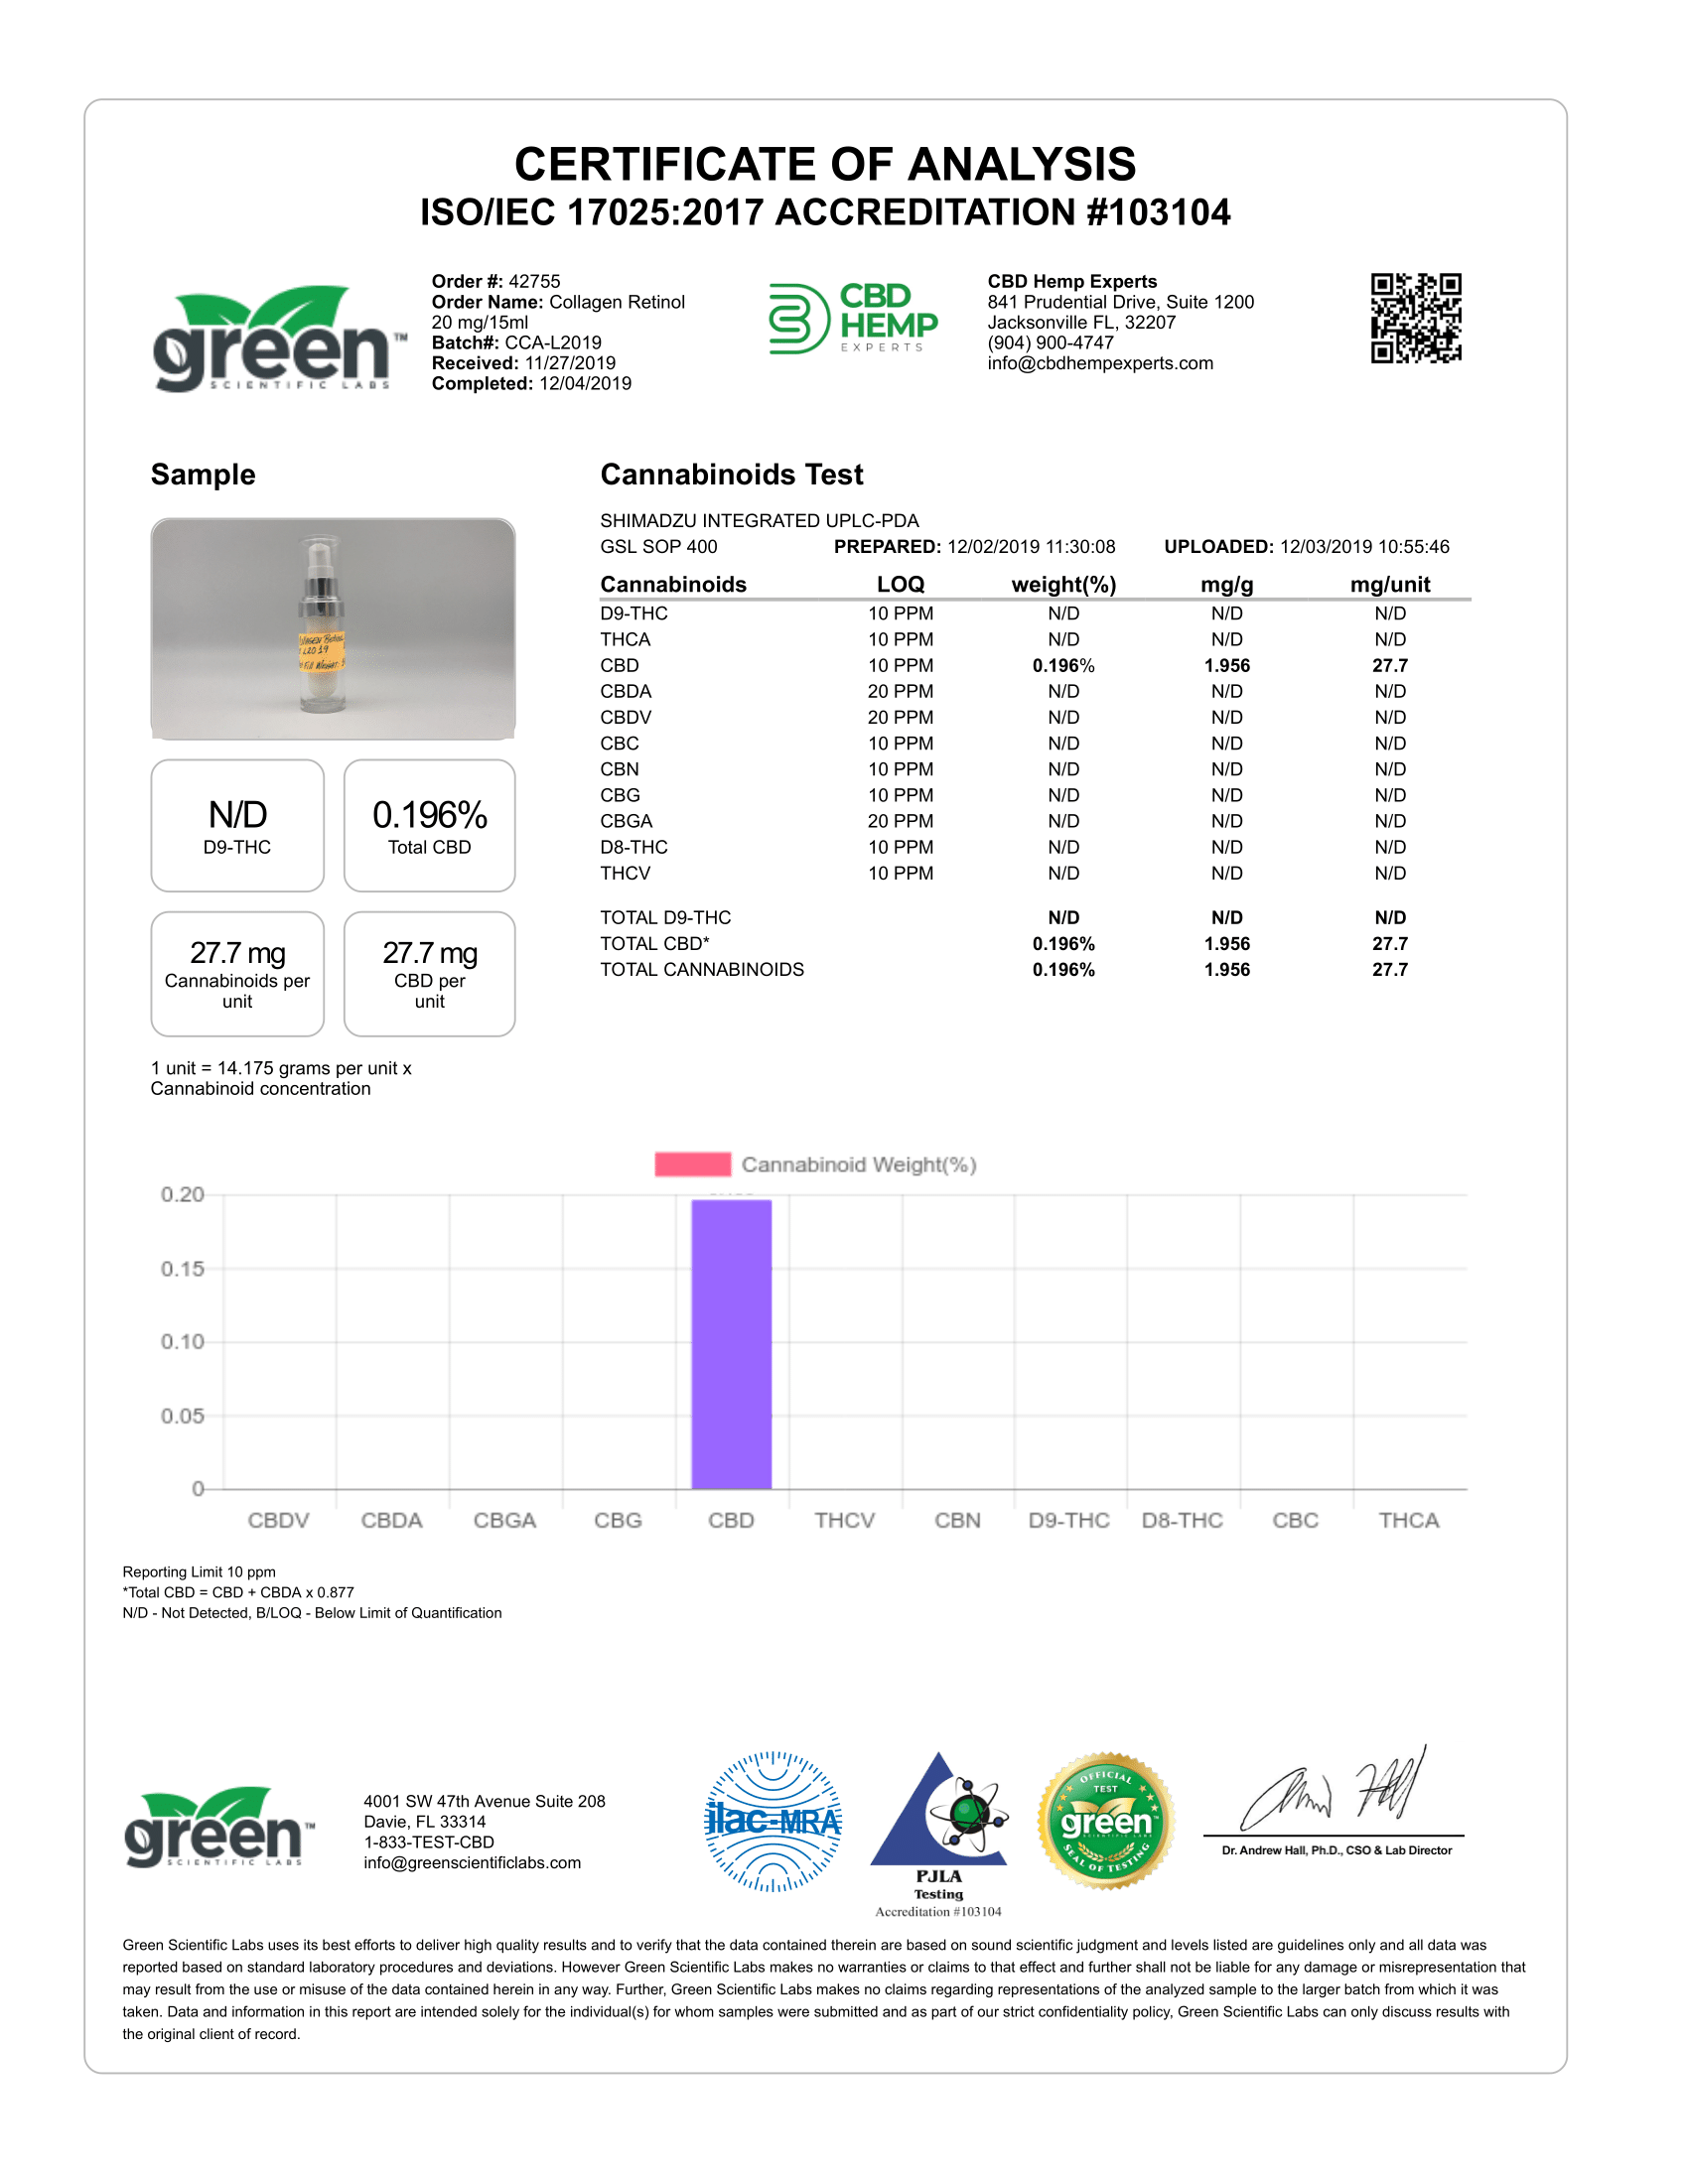 CERTIFICATE OF ANALYSIS
ISO/IEC 17025:2017 ACCREDITATION #103104
green™
SCIENTIFIC LABS
Order #: 42755
Order Name: Collagen Retinol
20 mg/15ml
Batch#: CCA-L2019
Received: 11/27/2019
Completed: 12/04/2019
CBD
HEMP
EXPERTS
CBD Hemp Experts
841 Prudential Drive, Suite 1200
Jacksonville FL, 32207
(904) 900-4747
info@cbdhempexperts.com
Sample
L2019
Fill Weight:
N/D
D9-THC
0.196%
Total CBD
27.7 mg
Cannabinoids per
unit
27.7 mg
CBD per
unit
1 unit = 14.175 grams per unit x
Cannabinoid concentration
Cannabinoids Test
SHIMADZU INTEGRATED UPLC-PDA
GSL SOP 400 PREPARED: 12/02/2019 11:30:08 UPLOADED: 12/03/2019 10:55:46
Cannabinoids LOQ weight(%) mg/g mg/unit
D9-THC 10 PPM N/D N/D N/D
THCA 10 PPM N/D N/D N/D
CBD 10 PPM 0.196% 1.956 27.7
CBDA 20 PPM N/D N/D N/D
CBDV 20 PPM N/D N/D N/D
CBC 10 PPM N/D N/D N/D
CBN 10 PPM N/D N/D N/D
CBG 10 PPM N/D N/D N/D
CBGA 20 PPM N/D N/D N/D
D8-THC 10 PPM N/D N/D N/D
THCV 10 PPM N/D N/D N/D
TOTAL D9-THC N/D N/D N/D
TOTAL CBD* 0.196% 1.956 27.7
TOTAL CANNABINOIDS 0.196% 1.956 27.7
Cannabinoid Weight(%)
0.20
0.15
0.10
0.05
0
CBDV CBDA CBGA CBG CBD THCV CBN D9-THC D8-THC CBC THCA
Reporting Limit 10 ppm
*Total CBD = CBD + CBDA x 0.877
N/D - Not Detected, B/LOQ - Below Limit of Quantification
green™
SCIENTIFIC LABS
4001 SW 47th Avenue Suite 208
Davie, FL 33314
1-833-TEST-CBD
info@greenscientificlabs.com
ilac-MRA
PJLA
Testing
Accreditation #103104
OFFICIAL
TEST
green™
SCIENTIFIC LABS
SEAL OF TESTING
Dr. Andrew Hall, Ph.D., CSO & Lab Director
Green Scientific Labs uses its best efforts to deliver high quality results and to verify that the data contained therein are based on sound scientific judgment and levels listed are guidelines only and all data was
reported based on standard laboratory procedures and deviations. However Green Scientific Labs makes no warranties or claims to that effect and further shall not be liable for any damage or misrepresentation that
may result from the use or misuse of the data contained herein in any way. Further, Green Scientific Labs makes no claims regarding representations of the analyzed sample to the larger batch from which it was
taken. Data and information in this report are intended solely for the individual(s) for whom samples were submitted and as part of our strict confidentiality policy, Green Scientific Labs can only discuss results with
the original client of record.